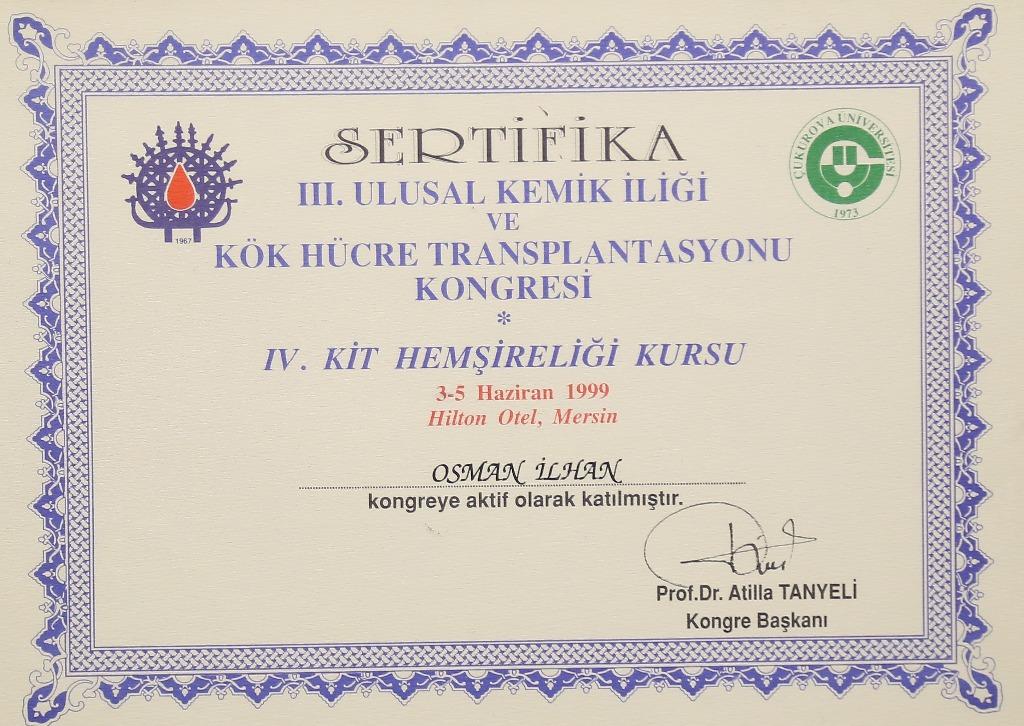 SERTİFİKA
III. ULUSAL KEMİK İLİĞİ
VE
KÖK HÜCRE TRANSPLANTASYONU
KONGRESİ
*
IV. KİT HEMŞİRELİĞİ KURSU
3-5 Haziran 1999
Hilton Otel, Mersin
OSMAN İLHAN
kongreye aktif olarak katılmıştır.
Prof.Dr. Atilla TANYELİ
Kongre Başkanı
1967
ÇUKUROVA ÜNİVERSİTESİ
1973